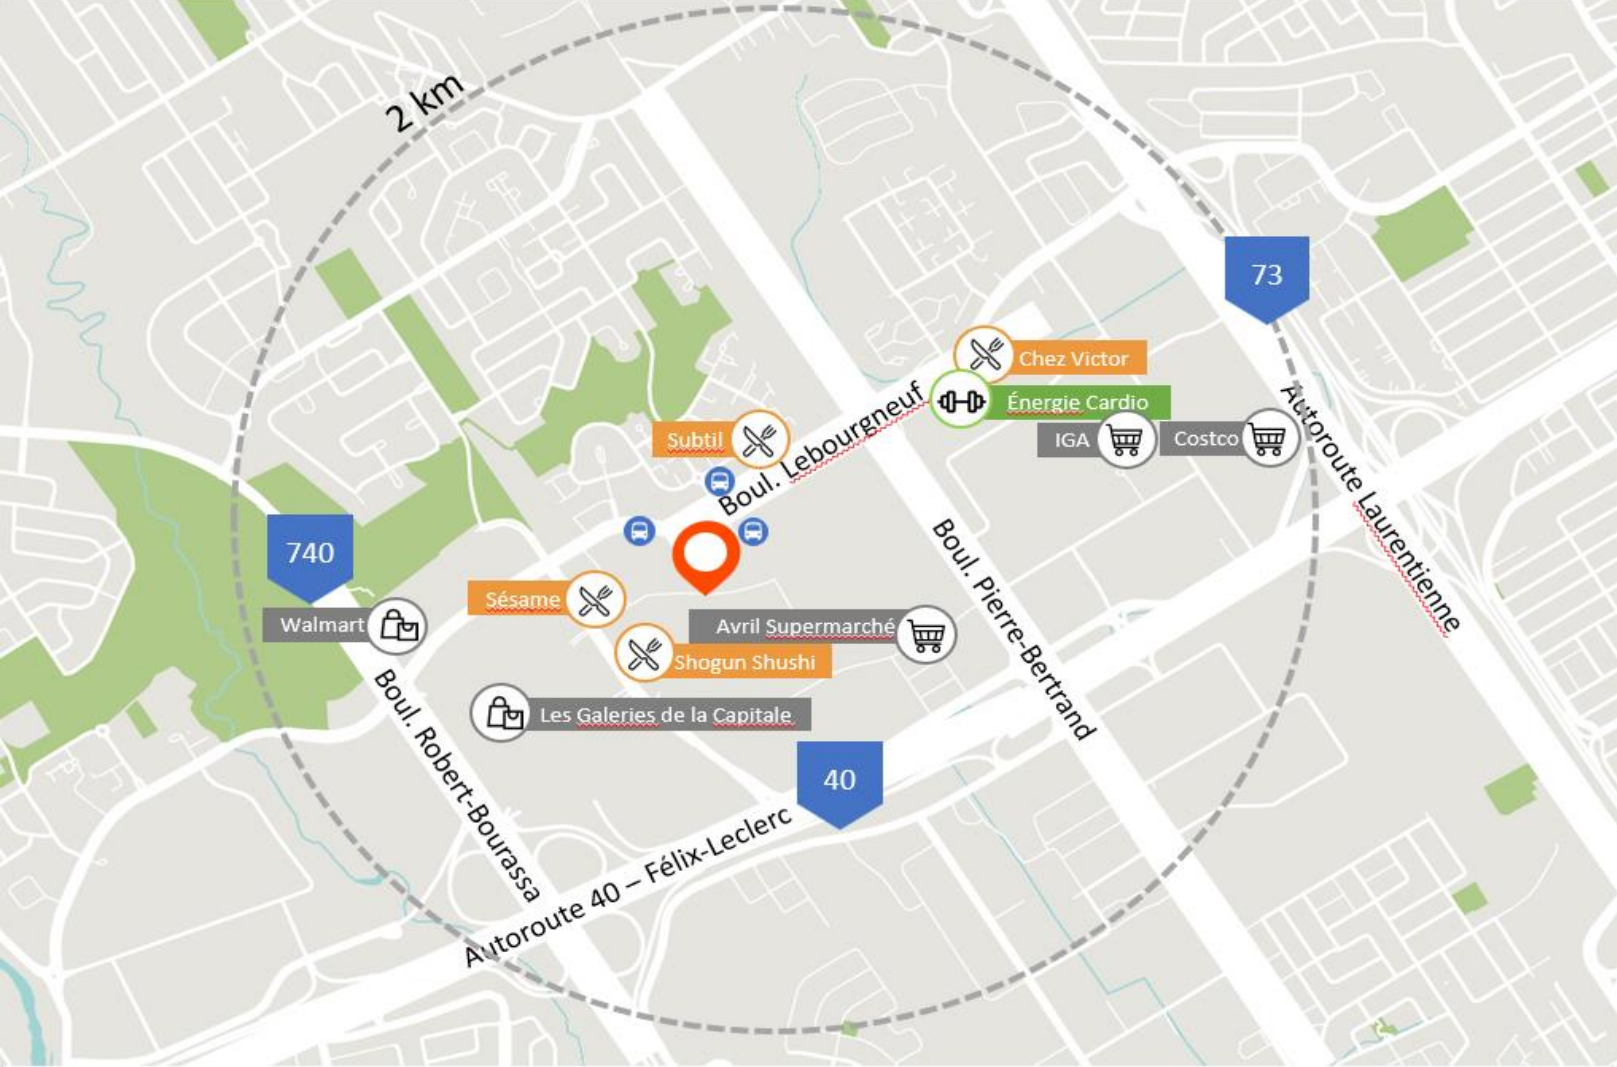 2 km
73
Chez Victor
Boul. Lebourgneuf
Énergie Cardio
Subtil
IGA
Costco
Autoroute Laurentienne
740
Boul. Pierre-Bertrand
Sésame
Walmart
Avril Supermarché
Shogun Shushi
Boul. Robert-Bourassa
Les Galeries de la Capitale
40
Autoroute 40 – Félix-Leclerc